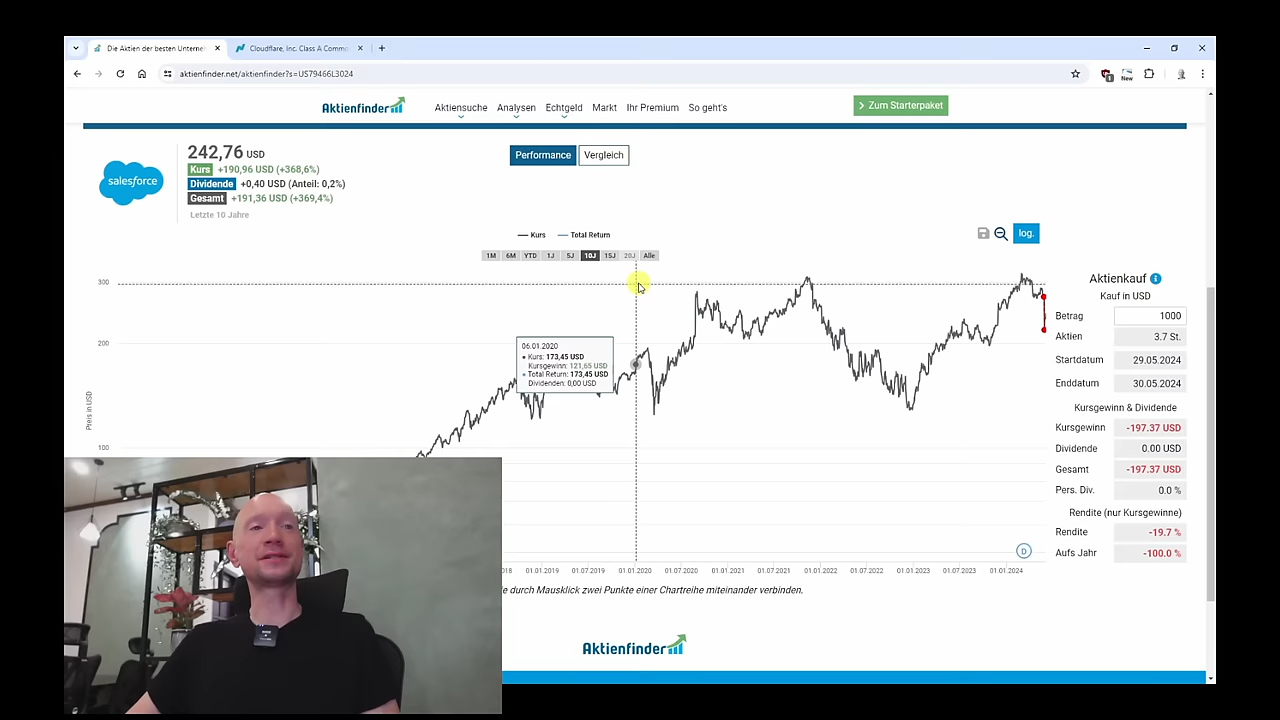 Die Aktien der besten Unterne
Cloudflare, Inc. Class A Commo
aktienfinder.net/aktienfinder?s=US79466L3024
New
Aktienfinder
Aktiensuche Analysen Echtgeld Markt Ihr Premium So geht's
Zum Starterpaket
salesforce
242,76 USD
Kurs +190,96 USD (+368,6%)
Dividende +0,40 USD (Anteil: 0,2%)
Gesamt +191,36 USD (+369,4%)
Letzte 10 Jahre
Performance Vergleich
Kurs Total Return
log.
1M 6M YTD 1J 5J 10J 15J 20J Alle
300
200
100
Preis in USD
06.01.2020
Kurs: 173,45 USD
Kursgewinn: 121,65 USD
Total Return: 173,45 USD
Dividenden: 0,00 USD
D
2018 01.01.2019 01.07.2019 01.01.2020 01.07.2020 01.01.2021 01.07.2021 01.01.2022 01.07.2022 01.01.2023 01.07.2023 01.01.2024
e durch Mausklick zwei Punkte einer Chartreihe miteinander verbinden.
Aktienfinder
Aktienkauf
Kauf in USD
Betrag 1000
Aktien 3.7 St.
Startdatum 29.05.2024
Enddatum 30.05.2024
Kursgewinn & Dividende
Kursgewinn -197.37 USD
Dividende 0.00 USD
Gesamt -197.37 USD
Pers. Div. 0.0 %
Rendite (nur Kursgewinne)
Rendite -19.7 %
Aufs Jahr -100.0 %